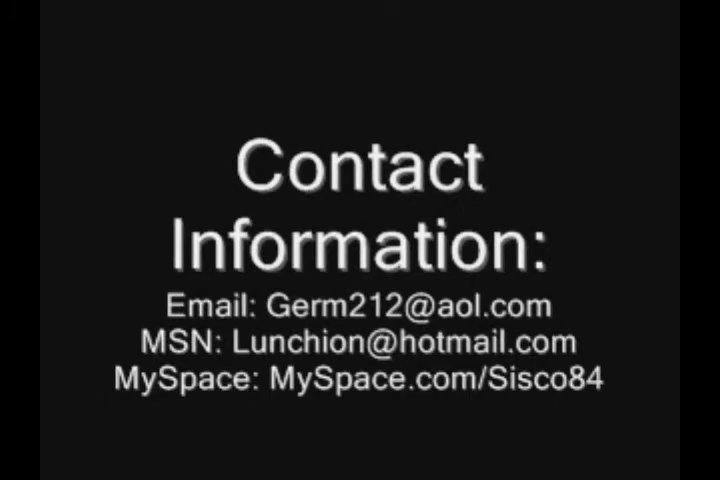 Contact
Information:
Email: Germ212@aol.com
MSN: Lunchion@hotmail.com
MySpace: MySpace.com/Sisco84